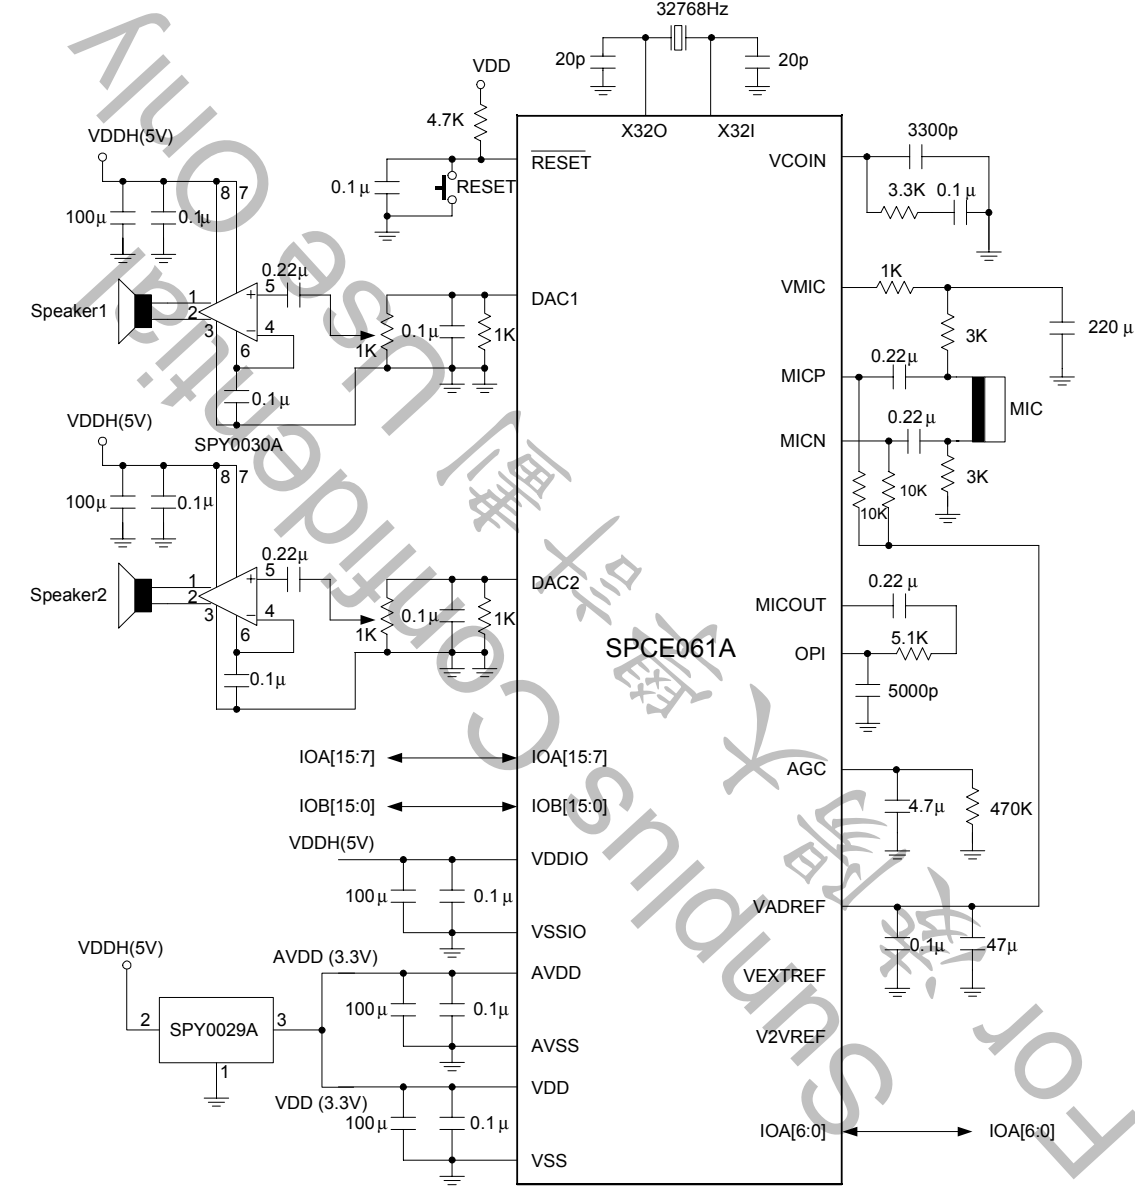 32768Hz
20p
20p
VDD
4.7K
X32O
X32I
VDDH(5V)
RESET
0.1μ
RESET
VCOIN
3300p
3.3K
0.1μ
8
7
100μ
0.1μ
0.22μ
5
+
Speaker1
1
2
3
4
−
6
0.1μ
1K
0.1μ
1K
DAC1
VMIC
1K
3K
220 μ
MICP
0.22μ
MIC
MICN
0.22μ
3K
10K
10K
SPY0030A
VDDH(5V)
8
7
100μ
0.1μ
0.22μ
5
+
Speaker2
1
2
3
4
−
6
0.1μ
1K
0.1μ
1K
DAC2
SPCE061A
MICOUT
0.22 μ
5.1K
OPI
5000p
IOA[15:7]
IOA[15:7]
AGC
4.7μ
470K
IOB[15:0]
IOB[15:0]
VDDH(5V)
VDDIO
100μ
0.1μ
VSSIO
VADREF
0.1μ
47μ
VDDH(5V)
AVDD (3.3V)
AVDD
VEXTREF
100μ
0.1μ
2
SPY0029A
3
1
AVSS
V2VREF
VDD (3.3V)
VDD
100μ
0.1μ
VSS
IOA[6:0]
IOA[6:0]
Sunplus Confidential
For
Use Only